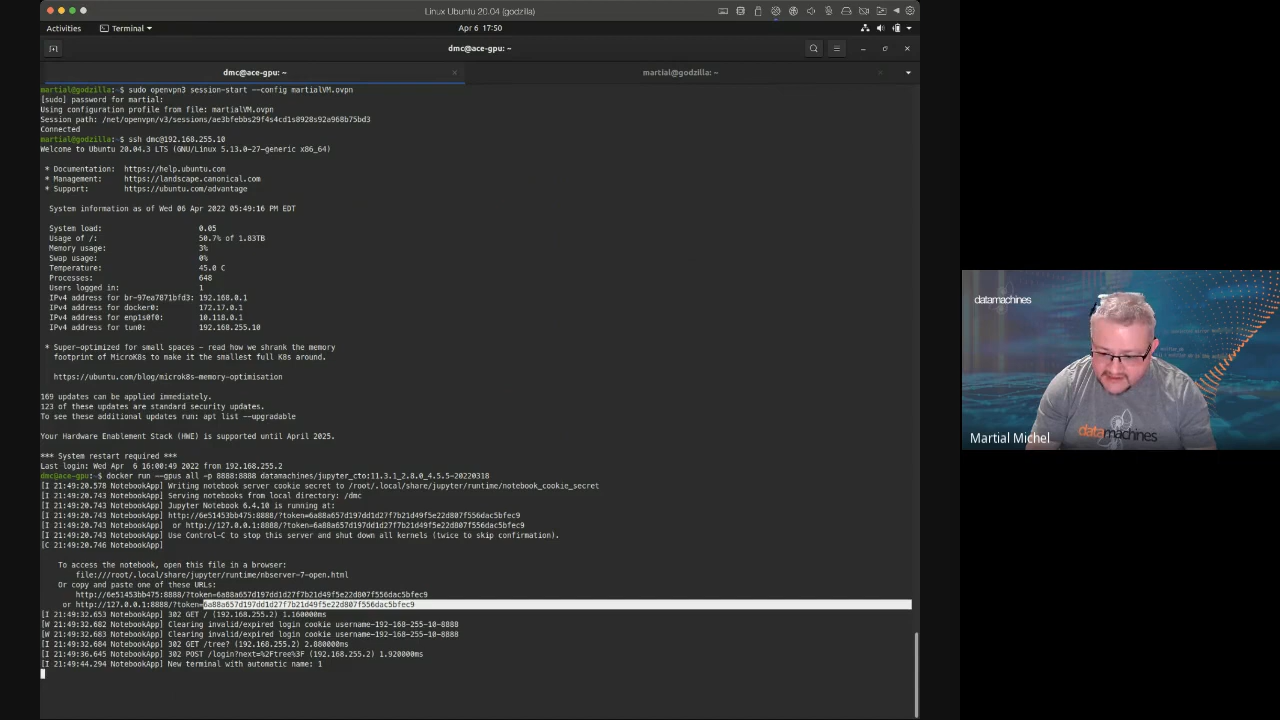 Linux Ubuntu 20.04 (godzilla)
Activities
Terminal
Apr 6 17:50
dmc@ace-gpu: ~
dmc@ace-gpu: ~
martial@godzilla: ~
martial@godzilla:~$ sudo openvpn3 session-start --config martialVM.ovpn
[sudo] password for martial:
Using configuration profile from file: martialVM.ovpn
Session path: /net/openvpn/v3/sessions/ae3bfebbs29f4s4cd1s8928s92a968b75bd3
Connected
martial@godzilla:~$ ssh dmc@192.168.255.10
Welcome to Ubuntu 20.04.3 LTS (GNU/Linux 5.13.0-27-generic x86_64)
* Documentation: https://help.ubuntu.com
* Management: https://landscape.canonical.com
* Support: https://ubuntu.com/advantage
System information as of Wed 06 Apr 2022 05:49:16 PM EDT
System load: 0.05
Usage of /: 50.7% of 1.83TB
Memory usage: 3%
Swap usage: 0%
Temperature: 45.0 C
Processes: 648
Users logged in: 1
IPv4 address for br-97ea7871bfd3: 192.168.0.1
IPv4 address for docker0: 172.17.0.1
IPv4 address for enp1s0f0: 10.118.0.1
IPv4 address for tun0: 192.168.255.10
* Super-optimized for small spaces - read how we shrank the memory
footprint of MicroK8s to make it the smallest full K8s around.
https://ubuntu.com/blog/microk8s-memory-optimisation
169 updates can be applied immediately.
123 of these updates are standard security updates.
To see these additional updates run: apt list --upgradable
Your Hardware Enablement Stack (HWE) is supported until April 2025.
*** System restart required ***
Last login: Wed Apr  6 16:00:49 2022 from 192.168.255.2
dmc@ace-gpu:~$ docker run --gpus all -p 8888:8888 datamachines/jupyter_cto:11.3.1_2.8.0_4.5.5-20220318
[I 21:49:20.578 NotebookApp] Writing notebook server cookie secret to /root/.local/share/jupyter/runtime/notebook_cookie_secret
[I 21:49:20.743 NotebookApp] Serving notebooks from local directory: /dmc
[I 21:49:20.743 NotebookApp] Jupyter Notebook 6.4.10 is running at:
[I 21:49:20.743 NotebookApp] http://6e51453bb475:8888/?token=6a88a657d197dd1d27f7b21d49f5e22d807f556dac5bfec9
[I 21:49:20.743 NotebookApp]  or http://127.0.0.1:8888/?token=6a88a657d197dd1d27f7b21d49f5e22d807f556dac5bfec9
[I 21:49:20.743 NotebookApp] Use Control-C to stop this server and shut down all kernels (twice to skip confirmation).
[C 21:49:20.746 NotebookApp]
To access the notebook, open this file in a browser:
file:///root/.local/share/jupyter/runtime/nbserver-7-open.html
Or copy and paste one of these URLs:
http://6e51453bb475:8888/?token=6a88a657d197dd1d27f7b21d49f5e22d807f556dac5bfec9
or http://127.0.0.1:8888/?token=6a88a657d197dd1d27f7b21d49f5e22d807f556dac5bfec9
[I 21:49:32.653 NotebookApp] 302 GET / (192.168.255.2) 1.160000ms
[W 21:49:32.682 NotebookApp] Clearing invalid/expired login cookie username-192-168-255-10-8888
[W 21:49:32.683 NotebookApp] Clearing invalid/expired login cookie username-192-168-255-10-8888
[I 21:49:32.684 NotebookApp] 302 GET /tree? (192.168.255.2) 2.880000ms
[I 21:49:36.645 NotebookApp] 302 POST /login?next=%2Ftree%3F (192.168.255.2) 1.920000ms
[I 21:49:44.294 NotebookApp] New terminal with automatic name: 1
datamachines
datamachines
Martial Michel